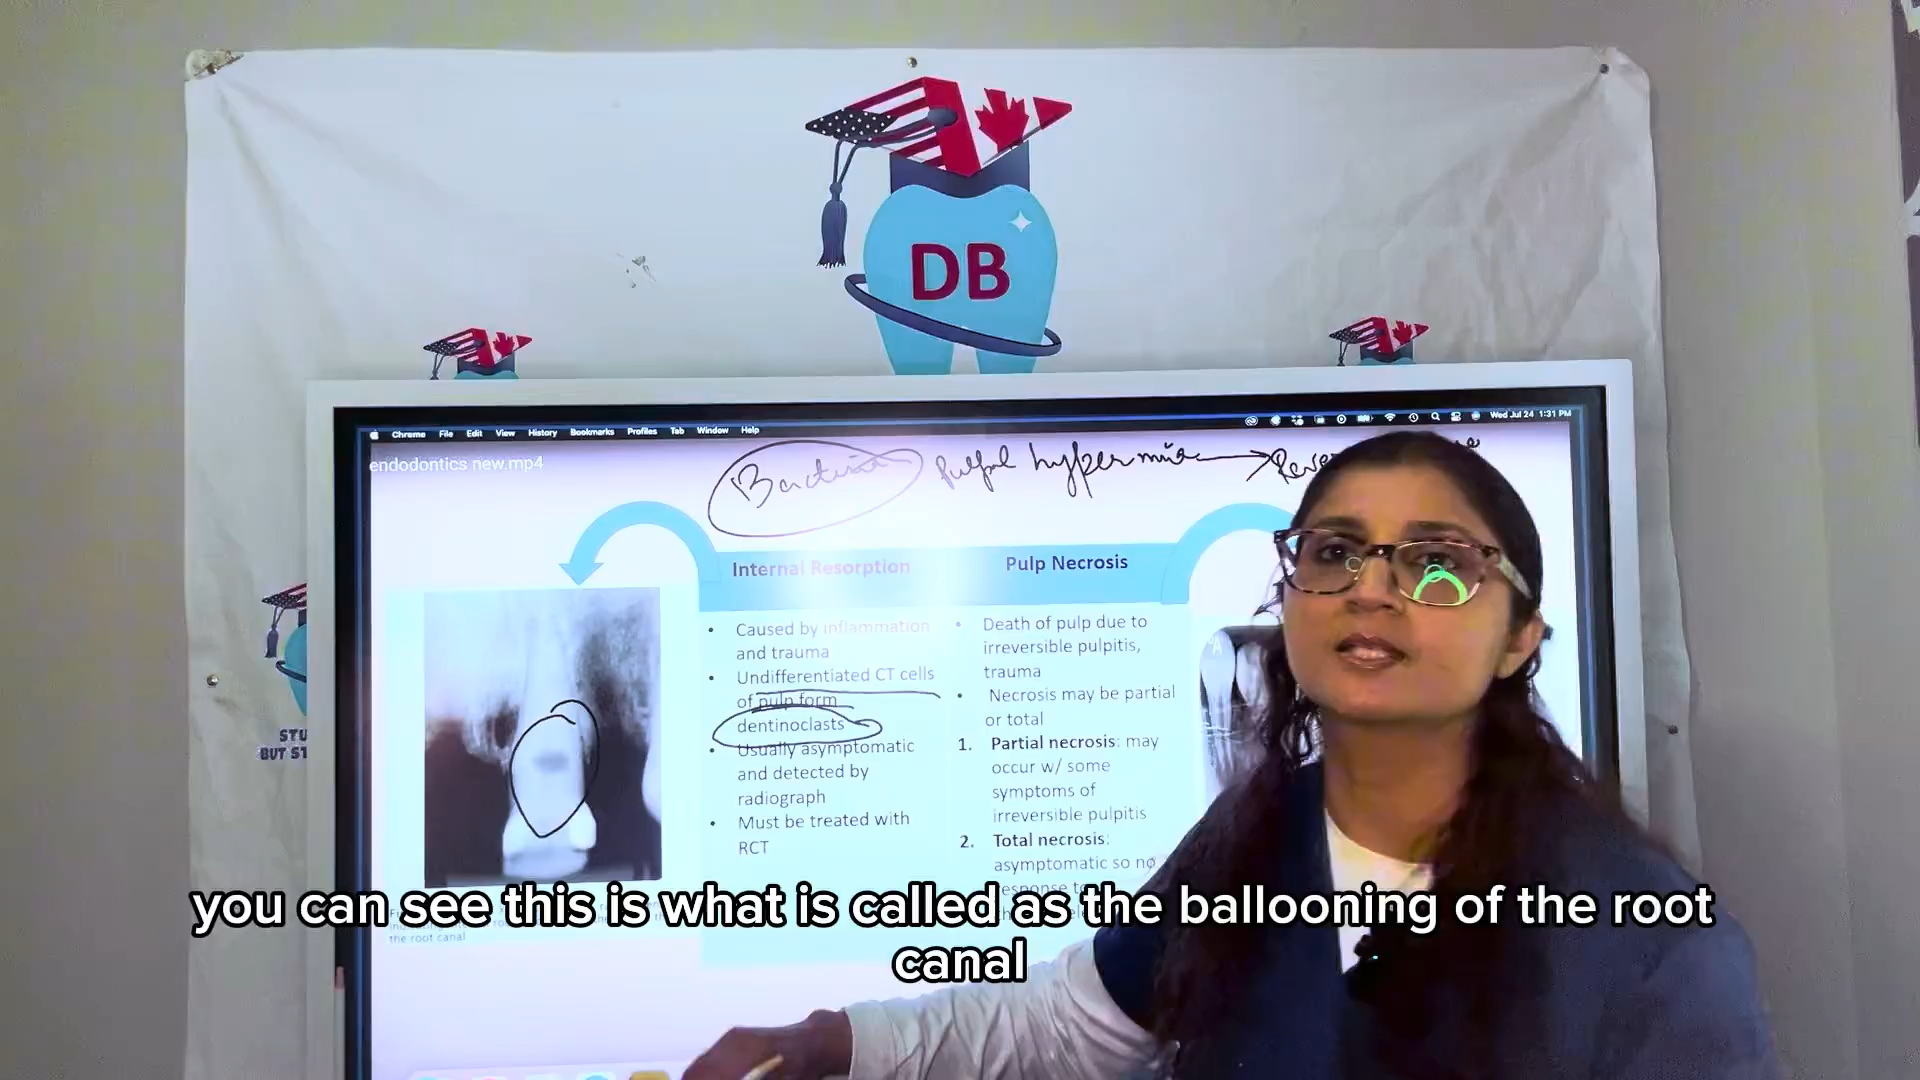 DB
Chrome File Edit View History Bookmarks Profiles Tab Window Help
Wed Jul 24 1:31 PM
endodontics new.mp4
Bacteria Pulpal hypermia
Internal Resorption
Caused by inflammation
and trauma
Undifferentiated CT cells
of pulp form
dentinoclasts
Usually asymptomatic
and detected by
radiograph
Must be treated with
RCT
Pulp Necrosis
Death of pulp due to
irreversible pulpitis,
trauma
Necrosis may be partial
or total
1. Partial necrosis: may
occur w/ some
symptoms of
irreversible pulpitis
2. Total necrosis:
asymptomatic so no
A
STU
BUT ST
the root canal
you can see this is what is called as the ballooning of the root
canal